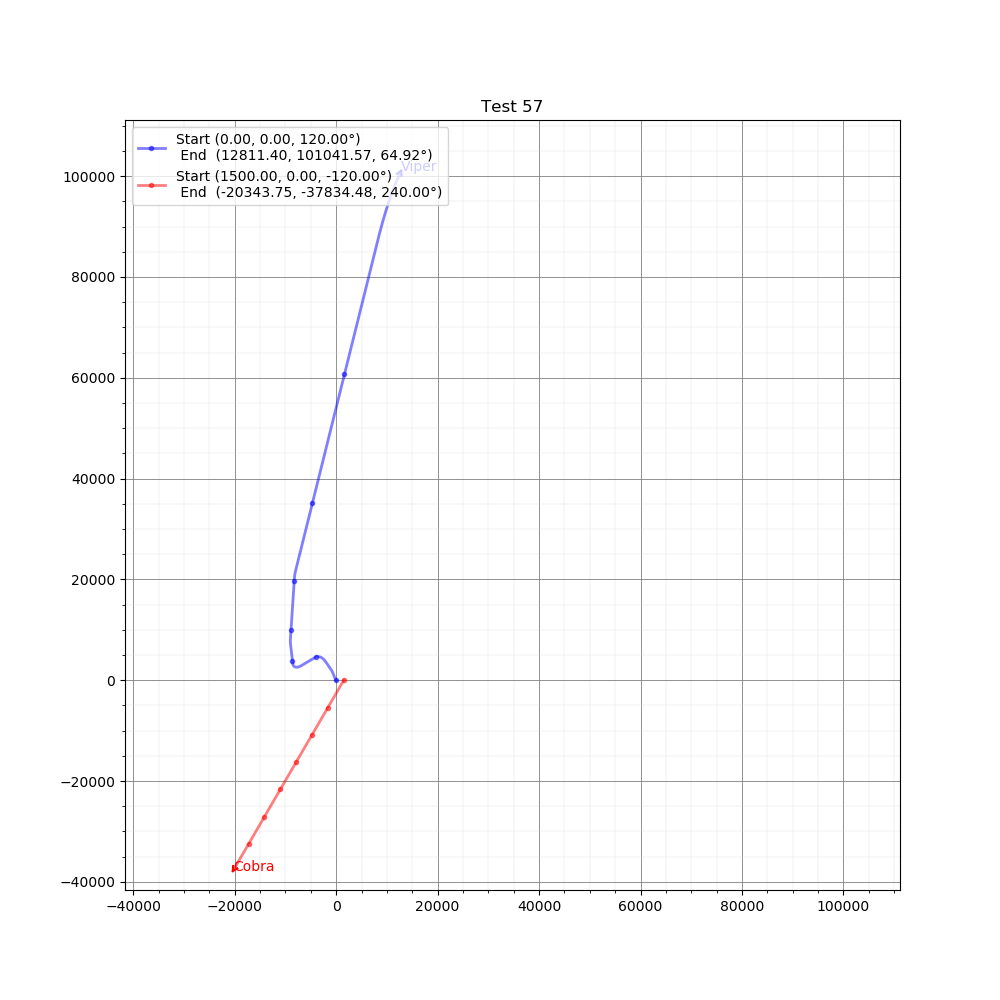 Test 57
Start (0.00, 0.00, 120.00°)
End (12811.40, 101041.57, 64.92°)
Start (1500.00, 0.00, -120.00°)
End (-20343.75, -37834.48, 240.00°)
Viper
100000
80000
60000
40000
20000
0
−20000
−40000
Cobra
−40000 −20000 0 20000 40000 60000 80000 100000